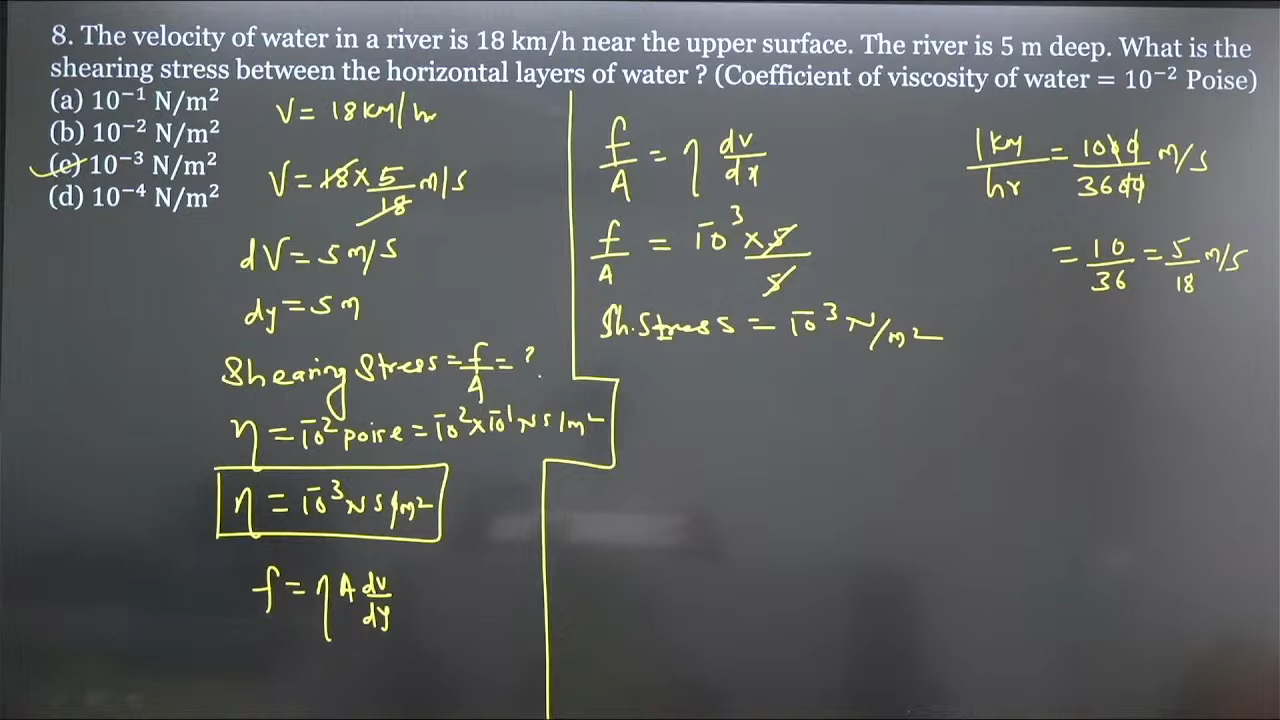 8. The velocity of water in a river is 18 km/h near the upper surface. The river is 5 m deep. What is the
shearing stress between the horizontal layers of water ? (Coefficient of viscosity of water = 10⁻² Poise)
(a) 10⁻¹ N/m²
(b) 10⁻² N/m²
(c) 10⁻³ N/m²
(d) 10⁻⁴ N/m²
V = 18 KM/hr
V = 18 × 5/18 m/s
dV = 5 m/s
dy = 5 m
Shearing Stress = f/A = ?
η = 10⁻² poise = 10⁻² × 10⁻¹ N s/m²
η = 10⁻³ N s/m²
f = η A dv/dy
f/A = η dv/dx
f/A = 10⁻³ × 5/5
Sh. Stress = 10⁻³ N/m²
1 KM/hr = 1000/3600 m/s
= 10/36 = 5/18 m/s